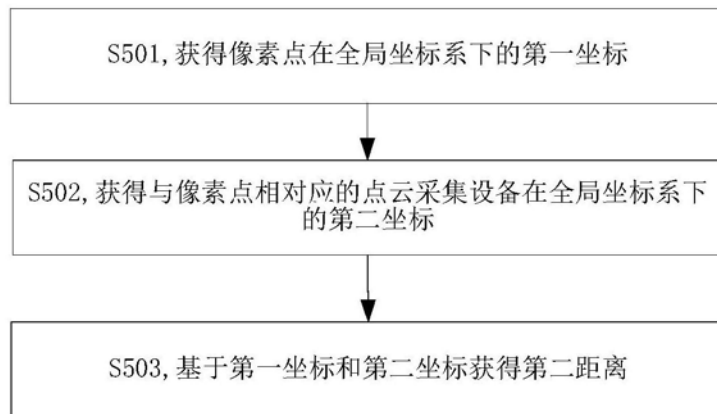 S501,获得像素点在全局坐标系下的第一坐标
S502,获得与像素点相对应的点云采集设备在全局坐标系下
的第二坐标
S503,基于第一坐标和第二坐标获得第二距离